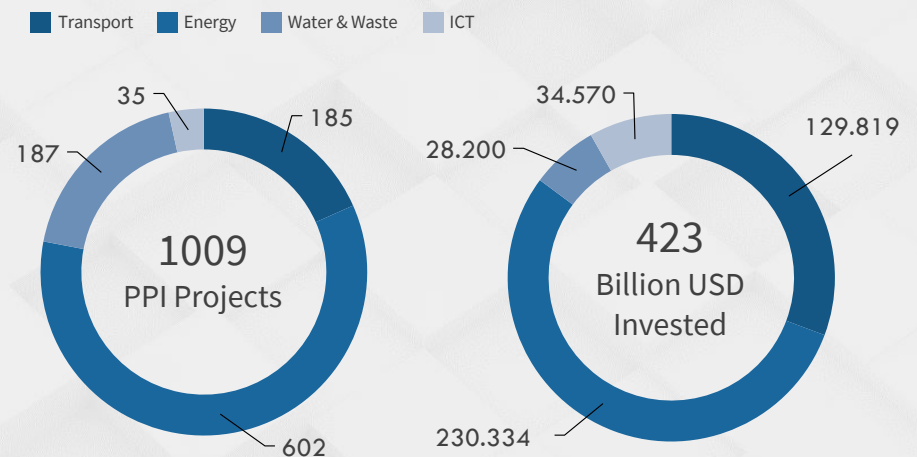 Transport Energy Water & Waste ICT
35
185
187
1009
PPI Projects
602
34.570
129.819
28.200
423
Billion USD
Invested
230.334